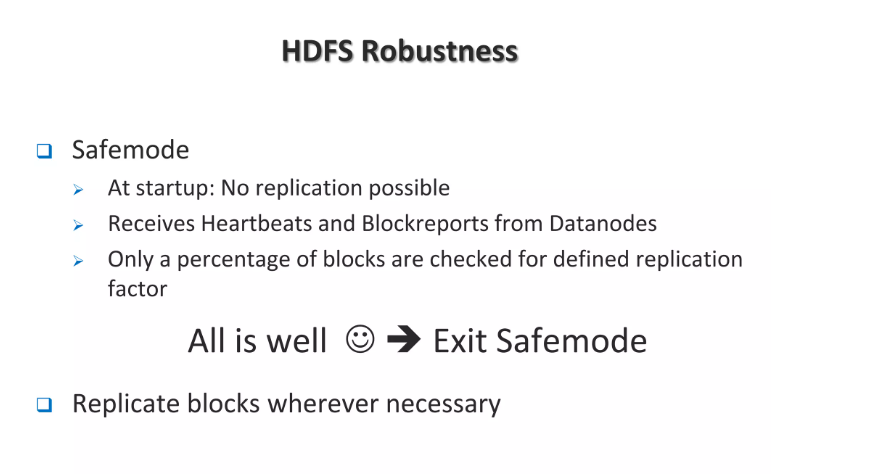 HDFS Robustness
Safemode
At startup: No replication possible
Receives Heartbeats and Blockreports from Datanodes
Only a percentage of blocks are checked for defined replication
factor
All is well ☺ ➔ Exit Safemode
Replicate blocks wherever necessary